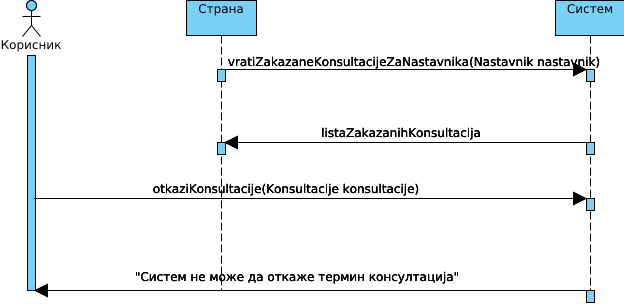 Страна
Систем
Корисник
vratiZakazaneKonsultacijeZaNastavnika(Nastavnik nastavnik)
listaZakazanihKonsultacija
otkaziKonsultacije(Konsultacije konsultacije)
"Систем не може да откаже термин консултација"